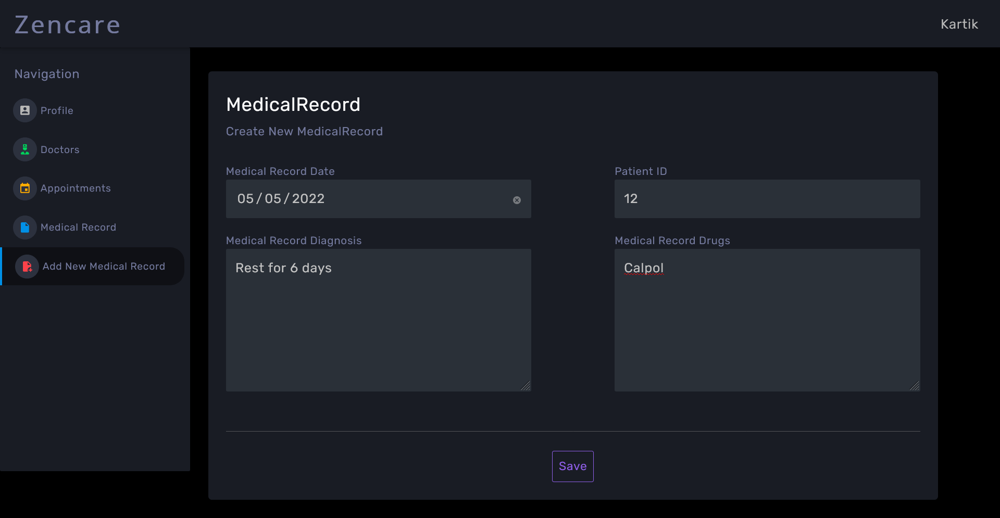 Zencare
Kartik
Navigation
Profile
Doctors
Appointments
Medical Record
Add New Medical Record
MedicalRecord
Create New MedicalRecord
Medical Record Date
05/05/2022
Patient ID
12
Medical Record Diagnosis
Rest for 6 days
Medical Record Drugs
Calpol
Save